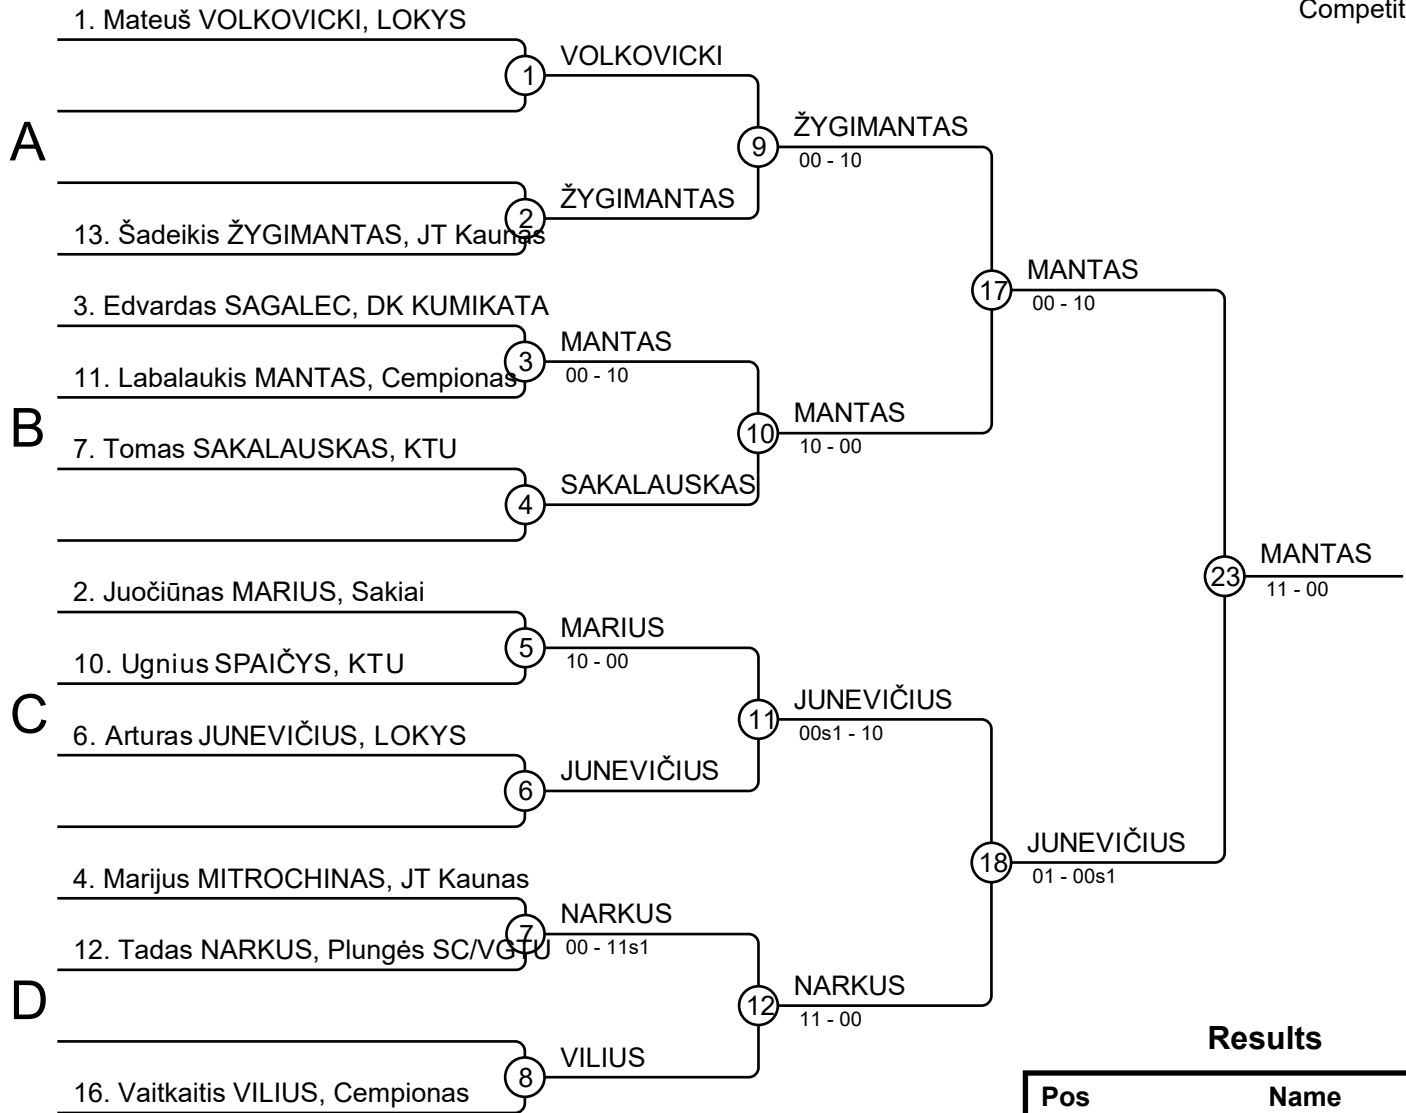 Competit
1. Mateuš VOLKOVICKI, LOKYS
1
VOLKOVICKI
A
9
ŽYGIMANTAS
00 - 10
2
ŽYGIMANTAS
13. Šadeikis ŽYGIMANTAS, JT Kaunas
17
MANTAS
00 - 10
3. Edvardas SAGALEC, DK KUMIKATA
3
MANTAS
00 - 10
11. Labalaukis MANTAS, Cempionas
B
10
MANTAS
10 - 00
7. Tomas SAKALAUSKAS, KTU
4
SAKALAUSKAS
23
MANTAS
11 - 00
2. Juočiūnas MARIUS, Sakiai
5
MARIUS
10 - 00
10. Ugnius SPAIČYS, KTU
C
11
JUNEVIČIUS
00s1 - 10
6. Arturas JUNEVIČIUS, LOKYS
6
JUNEVIČIUS
18
JUNEVIČIUS
01 - 00s1
4. Marijus MITROCHINAS, JT Kaunas
7
NARKUS
00 - 11s1
12. Tadas NARKUS, Plungės SC/VGTU
D
12
NARKUS
11 - 00
8
VILIUS
16. Vaitkaitis VILIUS, Cempionas
Results
Pos Name